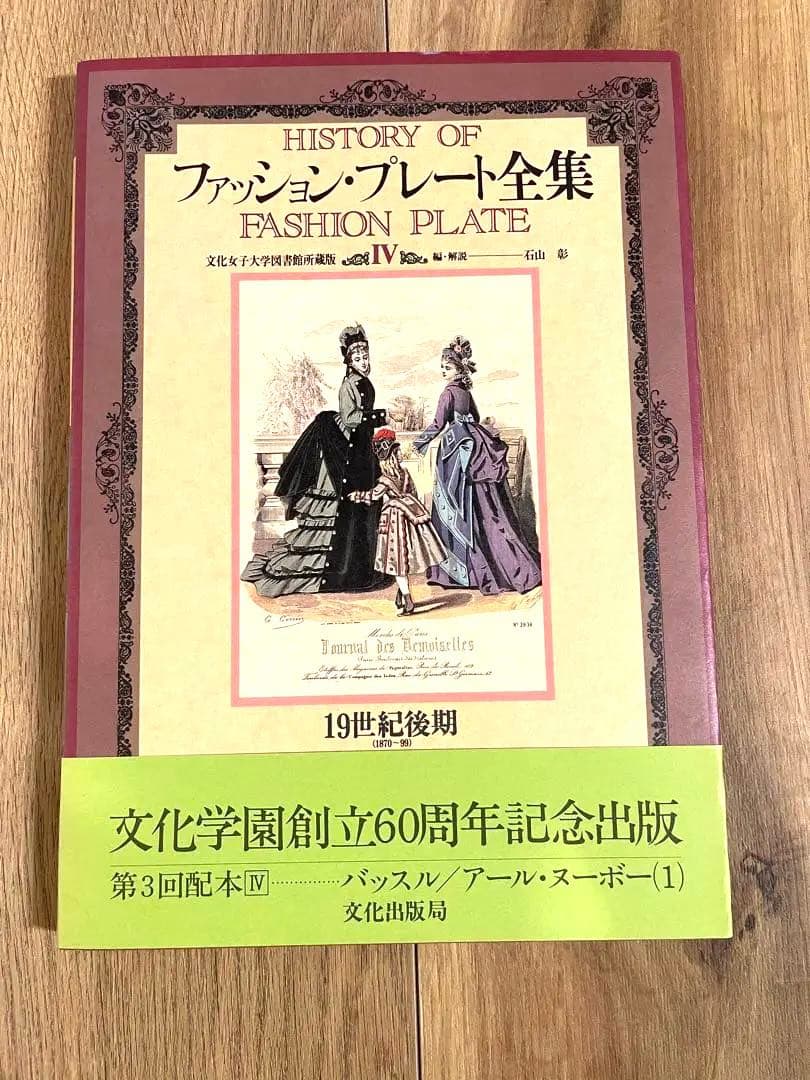 HISTORY OF
ファッション・プレート全集
FASHION PLATE
文化女子大学図書館所蔵版 IV 編・解説 ——— 石山 彰
G. Gonin
Modes de Paris
Journal des Demoiselles
19世紀後期
(1870〜99)
文化学園創立60周年記念出版
第3回配本IV……………バッスル/アール・ヌーボー(1)
文化出版局